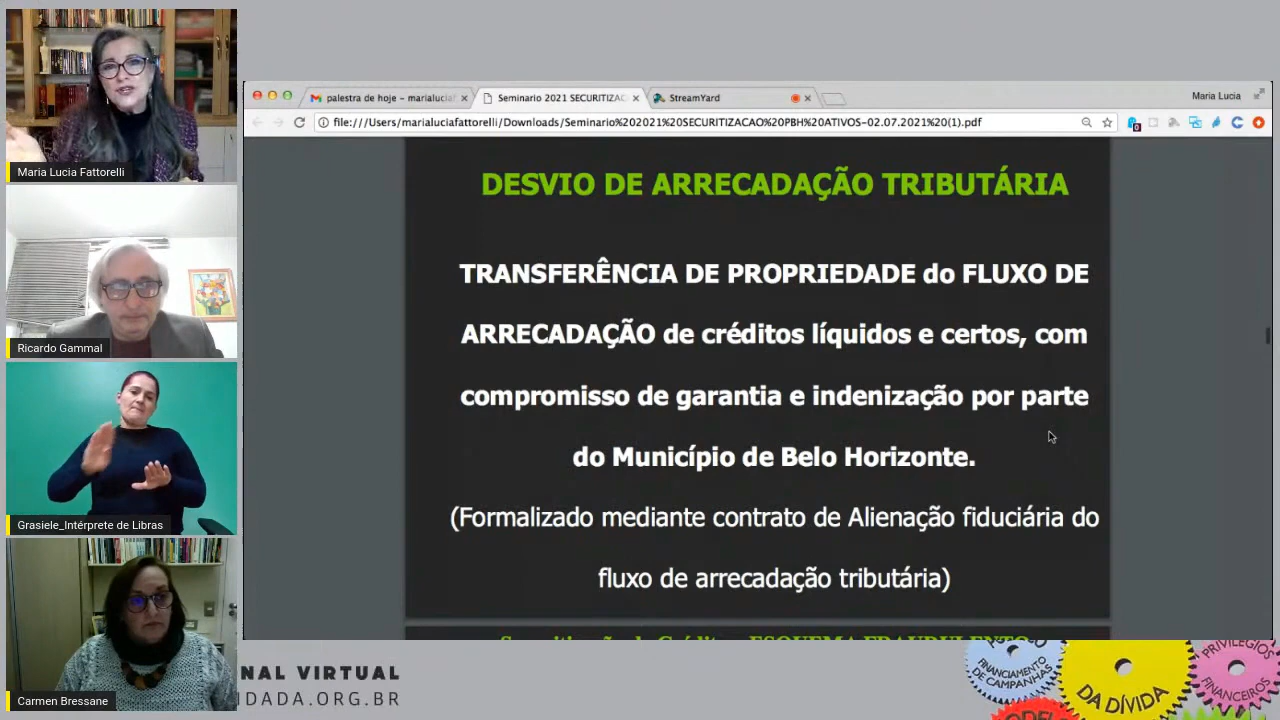 Maria Lucia Fattorelli
Ricardo Gammal
Grasiele_Intérprete de Libras
Carmen Bressane
palestra de hoje – marialucia
Seminario 2021 SECURITIZAC
StreamYard
Maria Lucia
file:///Users/marialuciafattorelli/Downloads/Seminario%202021%20SECURITIZACAO%20PBH%20ATIVOS-02.07.2021%20(1).pdf
0
DESVIO DE ARRECADAÇÃO TRIBUTÁRIA
TRANSFERÊNCIA DE PROPRIEDADE do FLUXO DE
ARRECADAÇÃO de créditos líquidos e certos, com
compromisso de garantia e indenização por parte
do Município de Belo Horizonte.
(Formalizado mediante contrato de Alienação fiduciária do
fluxo de arrecadação tributária)
NAL VIRTUAL
IDADA.ORG.BR
FINANCIAMENTO
DE CAMPANHAS
DA DÍVIDA
PRIVILÉGIOS
FINANCEIROS